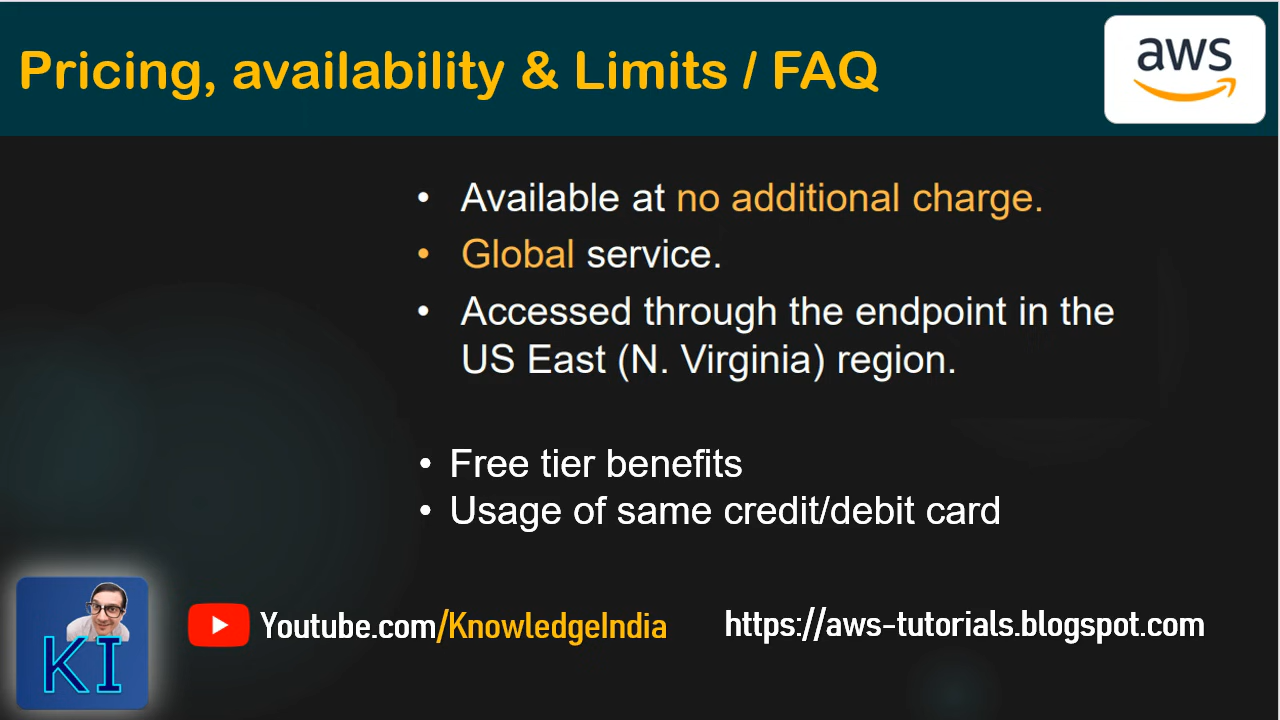 Pricing, availability & Limits / FAQ
aws
• Available at no additional charge.
• Global service.
• Accessed through the endpoint in the
US East (N. Virginia) region.
• Free tier benefits
• Usage of same credit/debit card
KI
Youtube.com/KnowledgeIndia
https://aws-tutorials.blogspot.com